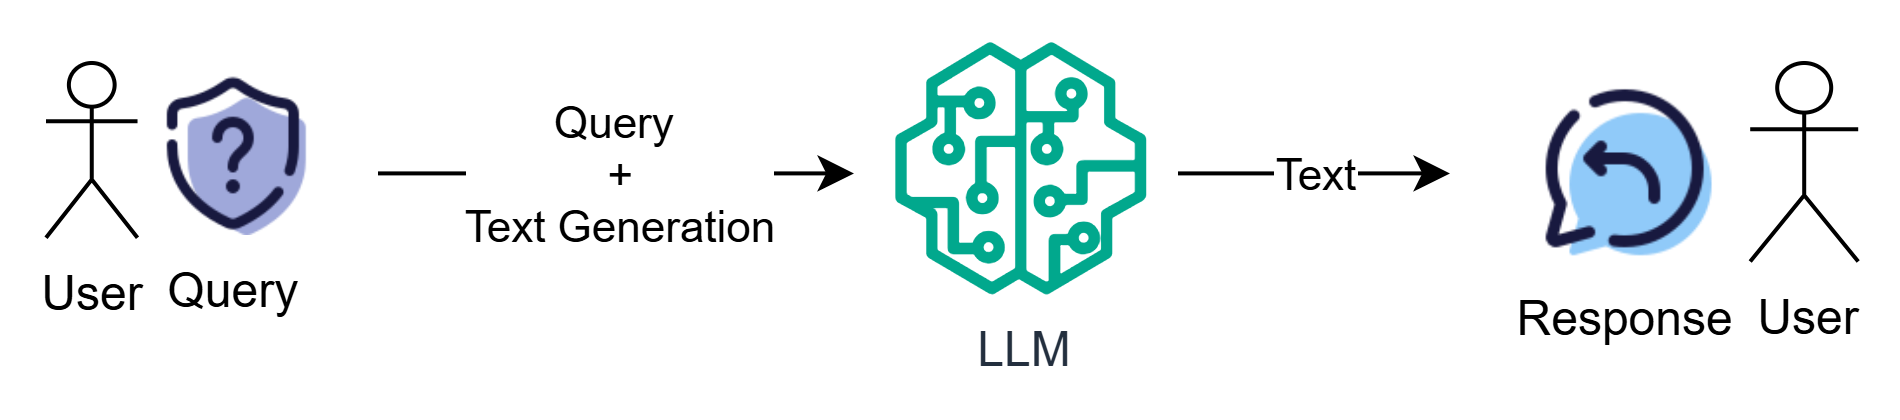 User
Query
Query
+
Text Generation
LLM
Text
Response
User